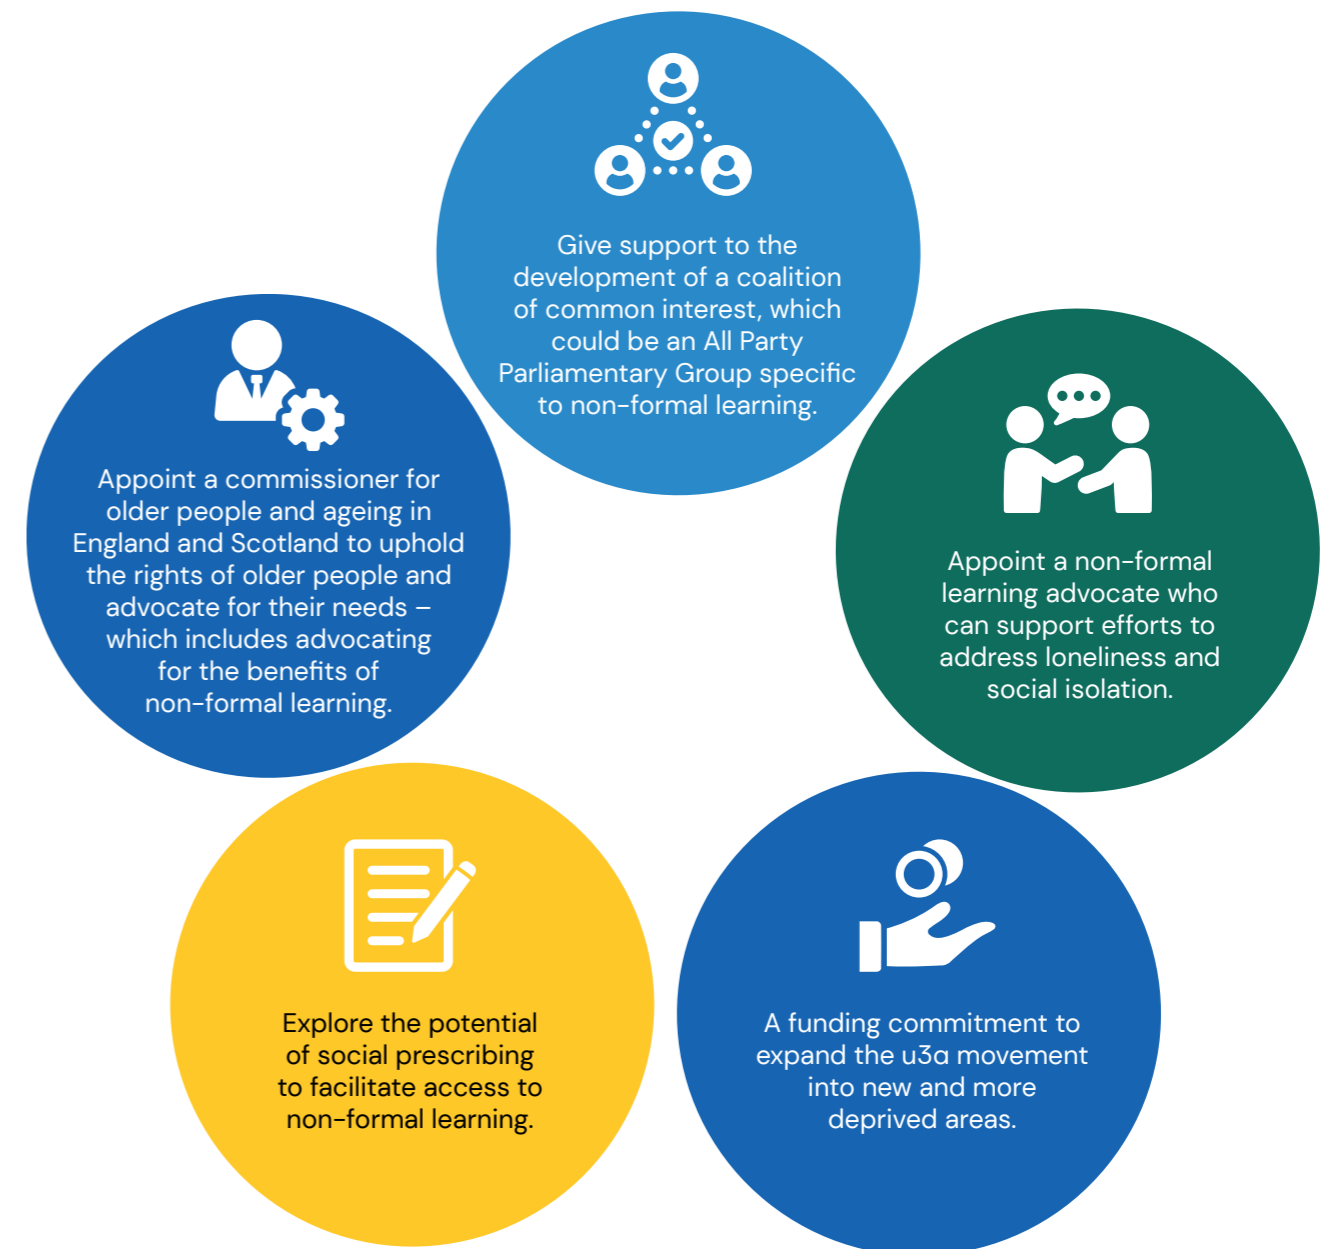 Give support to the
development of a coalition
of common interest, which
could be an All Party
Parliamentary Group specific
to non-formal learning.
Appoint a commissioner for
older people and ageing in
England and Scotland to uphold
the rights of older people and
advocate for their needs –
which includes advocating
for the benefits of
non-formal learning.
Appoint a non-formal
learning advocate who
can support efforts to
address loneliness and
social isolation.
Explore the potential
of social prescribing
to facilitate access to
non-formal learning.
A funding commitment to
expand the u3a movement
into new and more
deprived areas.